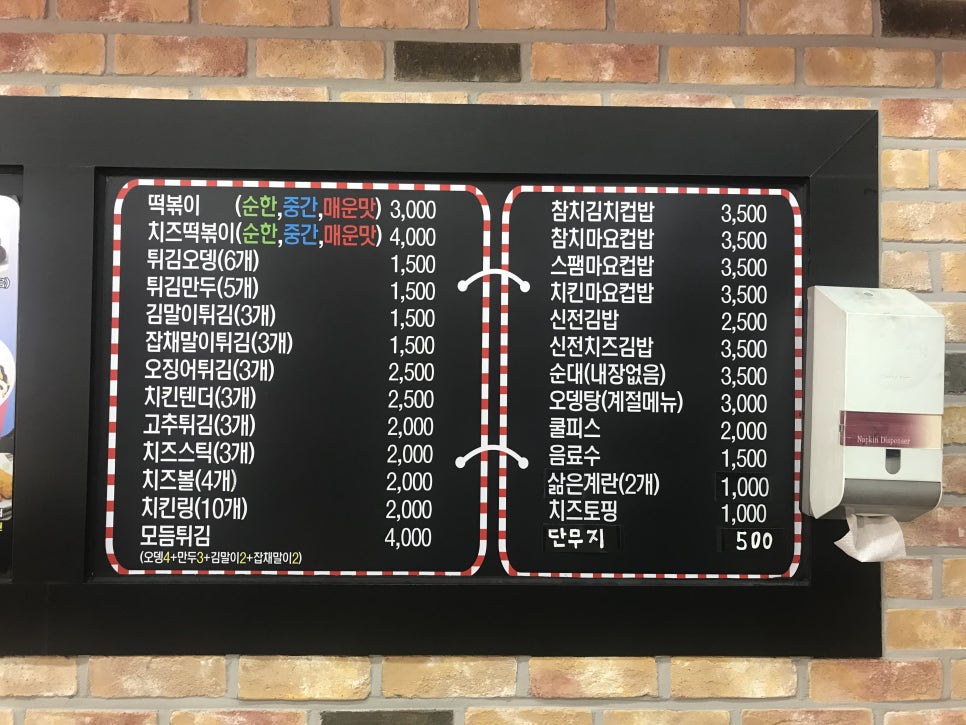 떡볶이 (순한,중간,매운맛) 3,000
치즈떡볶이(순한,중간,매운맛) 4,000
튀김오뎅(6개) 1,500
튀김만두(5개) 1,500
김말이튀김(3개) 1,500
잡채말이튀김(3개) 1,500
오징어튀김(3개) 2,500
치킨텐더(3개) 2,500
고추튀김(3개) 2,000
치즈스틱(3개) 2,000
치즈볼(4개) 2,000
치킨링(10개) 2,000
모듬튀김 4,000
(오뎅4+만두3+김말이2+잡채말이2)
참치김치컵밥 3,500
참치마요컵밥 3,500
스팸마요컵밥 3,500
치킨마요컵밥 3,500
신전김밥 2,500
신전치즈김밥 3,500
순대(내장없음) 3,500
오뎅탕(계절메뉴) 3,000
쿨피스 2,000
음료수 1,500
삶은계란(2개) 1,000
치즈토핑 1,000
단무지 500
Napkin Dispenser